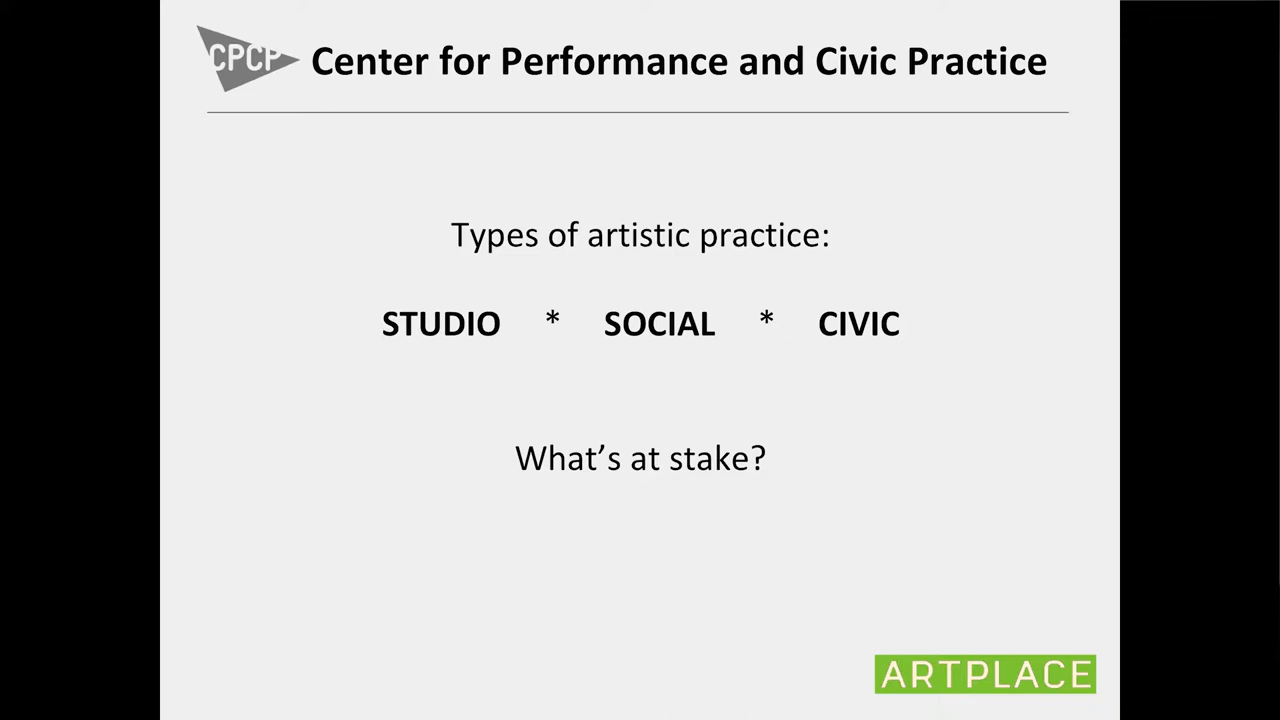 CPCP Center for Performance and Civic Practice
Types of artistic practice:
STUDIO * SOCIAL * CIVIC
What’s at stake?
ARTPLACE